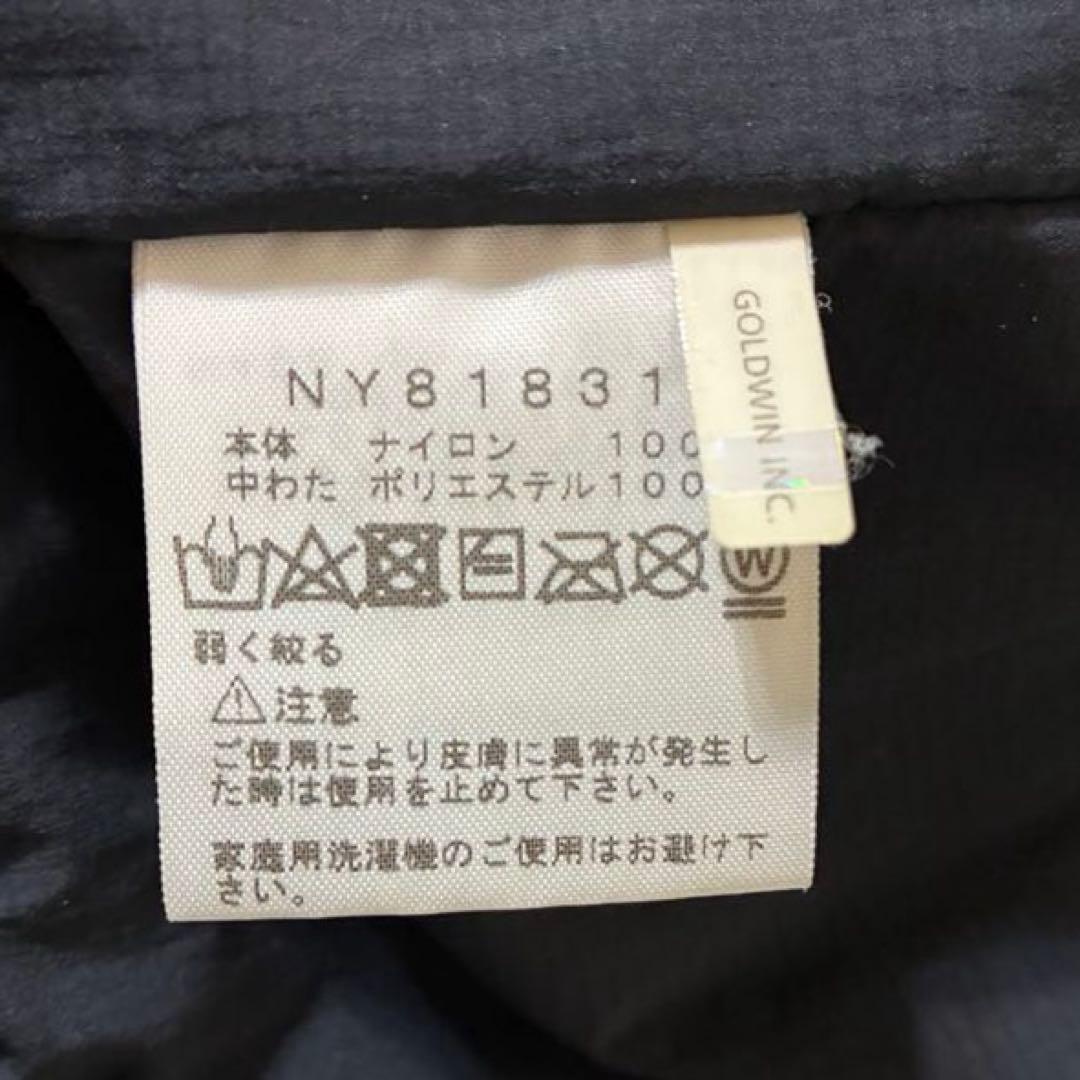 NY81831
GOLDWIN INC.
本体 ナイロン 100
中わた ポリエステル100
W
弱く絞る
注意
ご使用により皮膚に異常が発生し
た時は使用を止めて下さい。
家庭用洗濯機のご使用はお避け下
さい。